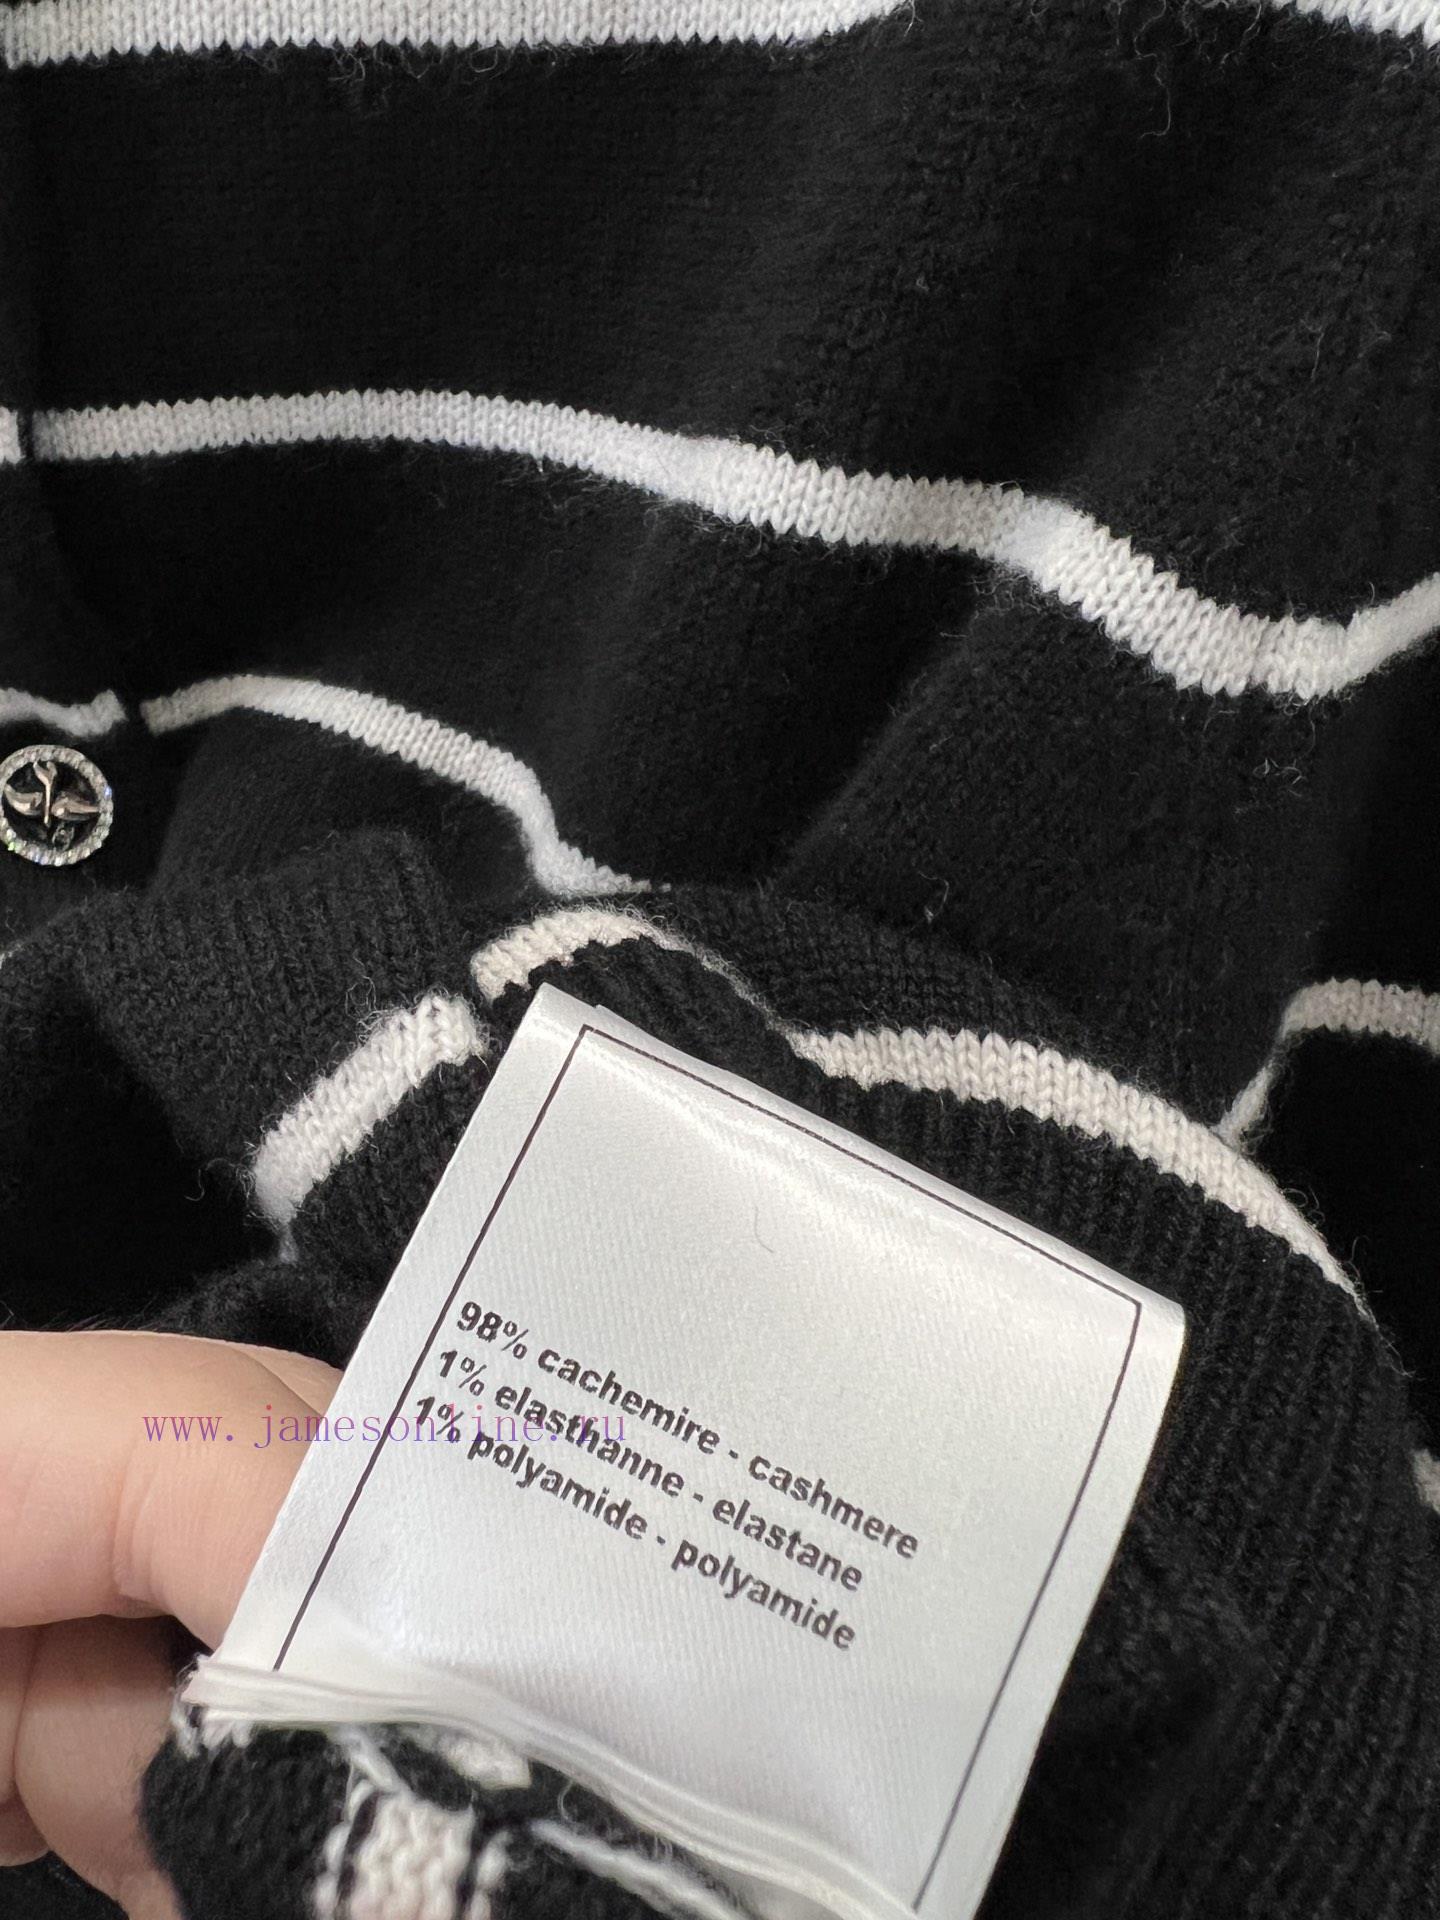 98% cachemire - cashmere
1% elasthanne - elastane
1% polyamide - polyamide
www.jamesonline.ru